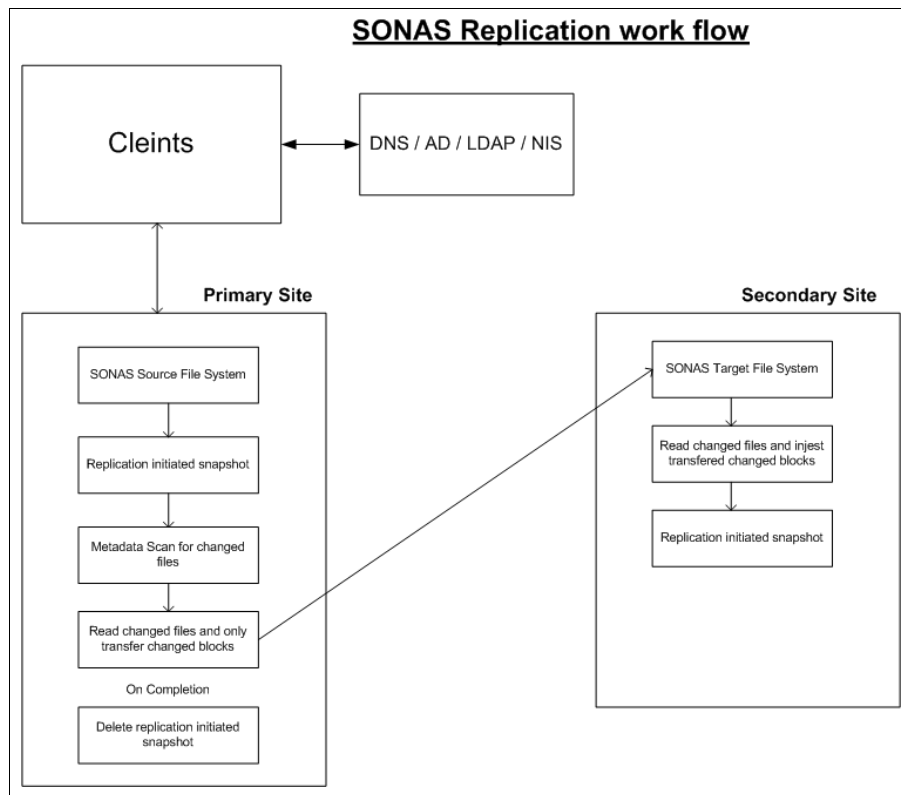 SONAS Replication work flow
Cleints
DNS / AD / LDAP / NIS
Primary Site
SONAS Source File System
Replication initiated snapshot
Metadata Scan for changed
files
Read changed files and only
transfer changed blocks
On Completion
Delete replication initiated
snapshot
Secondary Site
SONAS Target File System
Read changed files and injest
transfered changed blocks
Replication initiated snapshot